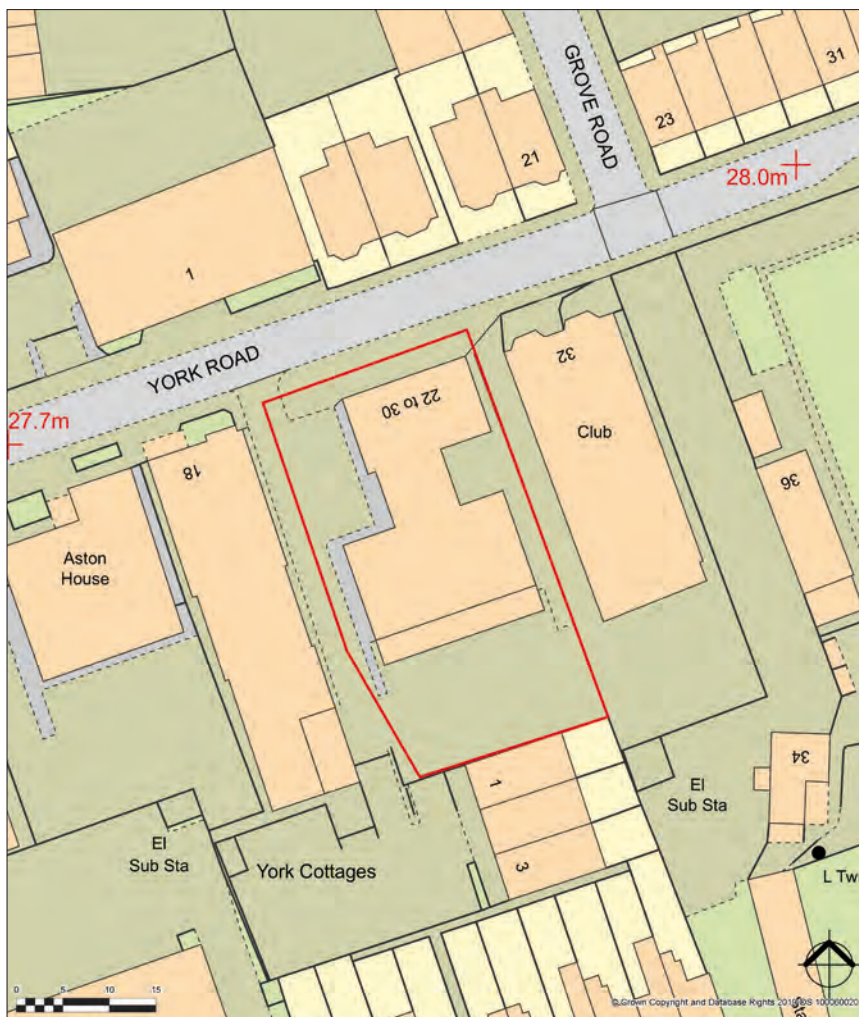 GROVE ROAD
31
23
21
28.0m
1
YORK ROAD
32
22 to 30
27.7m
18
Club
36
Aston
House
34
1
El
Sub Sta
El
Sub Sta
3
York Cottages
L Tw
0 5 10 15
© Crown Copyright and Database Rights